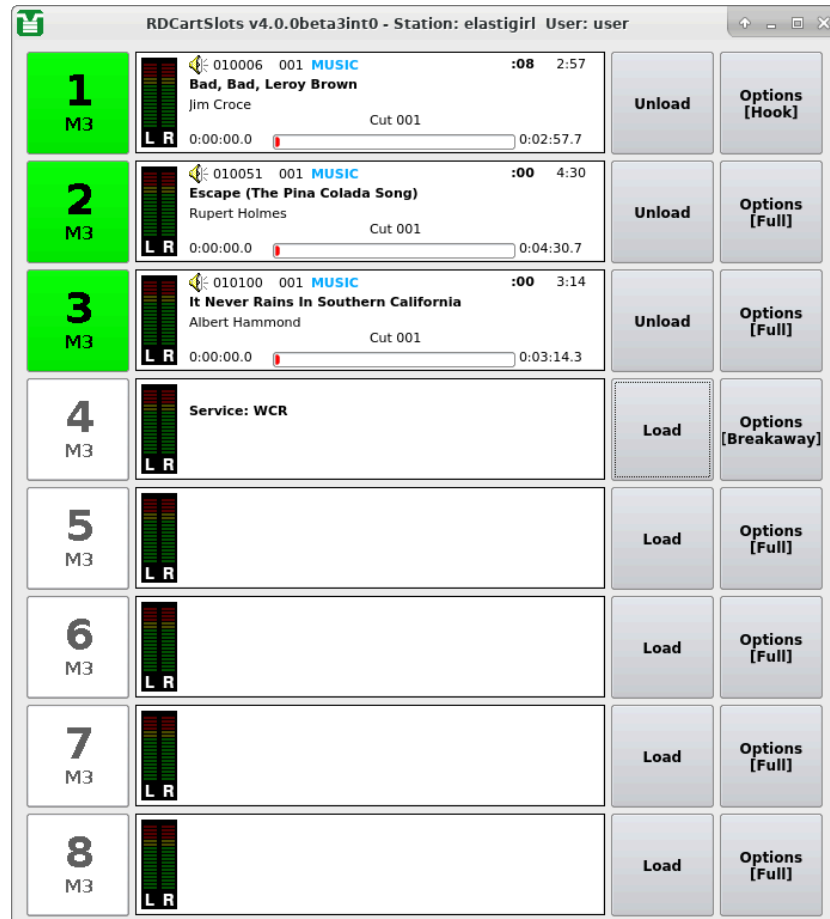 RDCartSlots v4.0.0beta3int0 - Station: elastigirl User: user
1
M3
L R
010006 001 MUSIC :08 2:57
Bad, Bad, Leroy Brown
Jim Croce
Cut 001
0:00:00.0 0:02:57.7
Unload
Options
[Hook]
2
M3
L R
010051 001 MUSIC :00 4:30
Escape (The Pina Colada Song)
Rupert Holmes
Cut 001
0:00:00.0 0:04:30.7
Unload
Options
[Full]
3
M3
L R
010100 001 MUSIC :00 3:14
It Never Rains In Southern California
Albert Hammond
Cut 001
0:00:00.0 0:03:14.3
Unload
Options
[Full]
4
M3
L R
Service: WCR
Load
Options
[Breakaway]
5
M3
L R
Load
Options
[Full]
6
M3
L R
Load
Options
[Full]
7
M3
L R
Load
Options
[Full]
8
M3
L R
Load
Options
[Full]